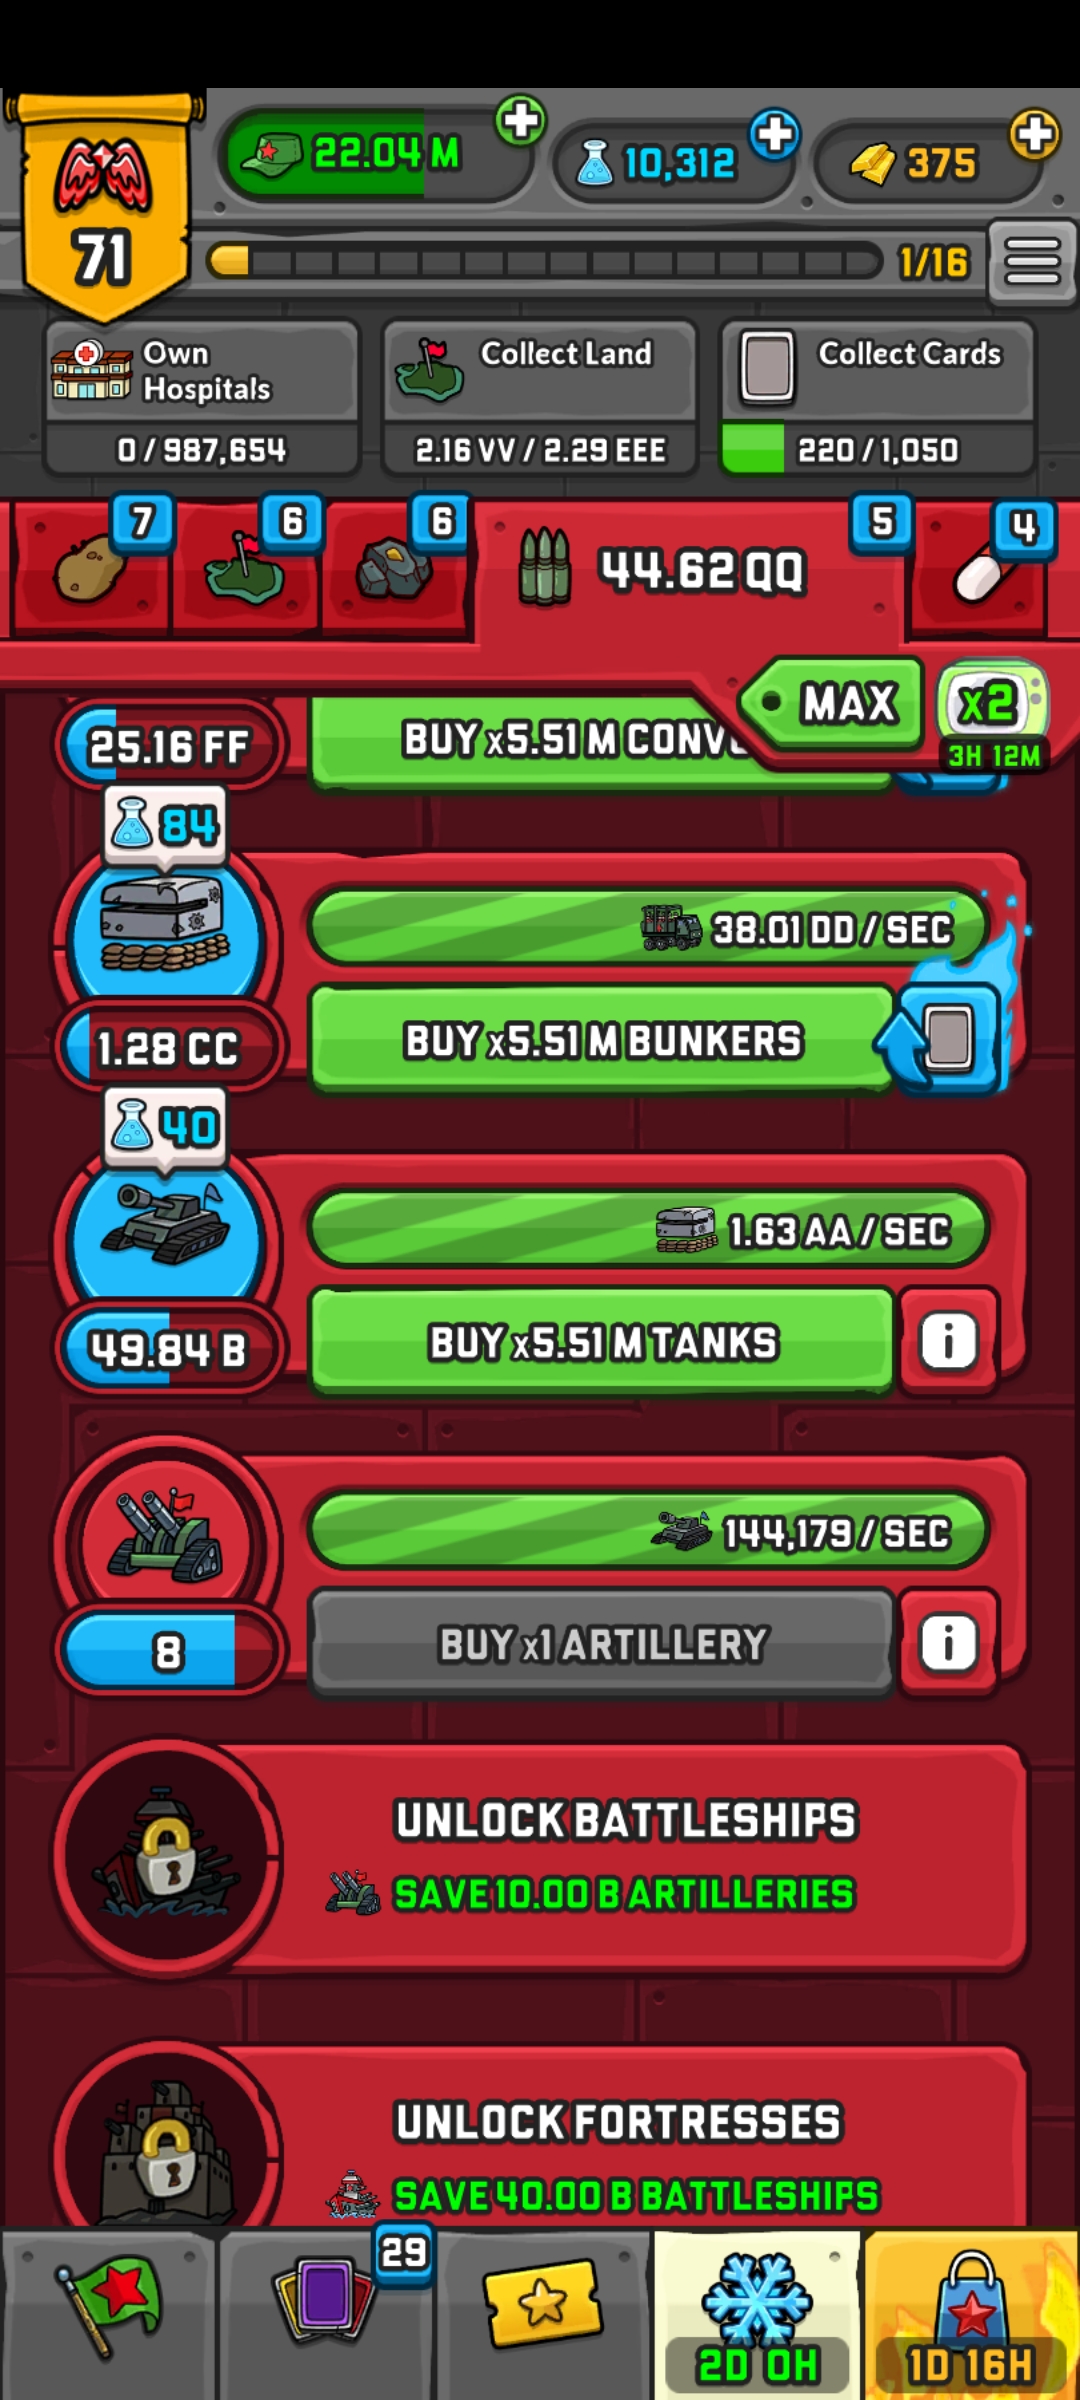 22.04 M
10,312
375
71
1/16
Own
Hospitals
0 / 987,654
Collect Land
2.16 VV / 2.29 EEE
Collect Cards
220 / 1,050
7
6
6
44.62 QQ
5
4
MAX
x2
3H 12M
25.16 FF
BUY x5.51 M
84
38.01 DD / SEC
1.28 CC
BUY x5.51 M BUNKERS
40
1.63 AA / SEC
49.84 B
BUY x5.51 M TANKS
144,179 / SEC
8
BUY x1 ARTILLERY
UNLOCK BATTLESHIPS
SAVE 10.00 B ARTILLERIES
UNLOCK FORTRESSES
SAVE 40.00 B BATTLESHIPS
29
2D 0H
1D 16H